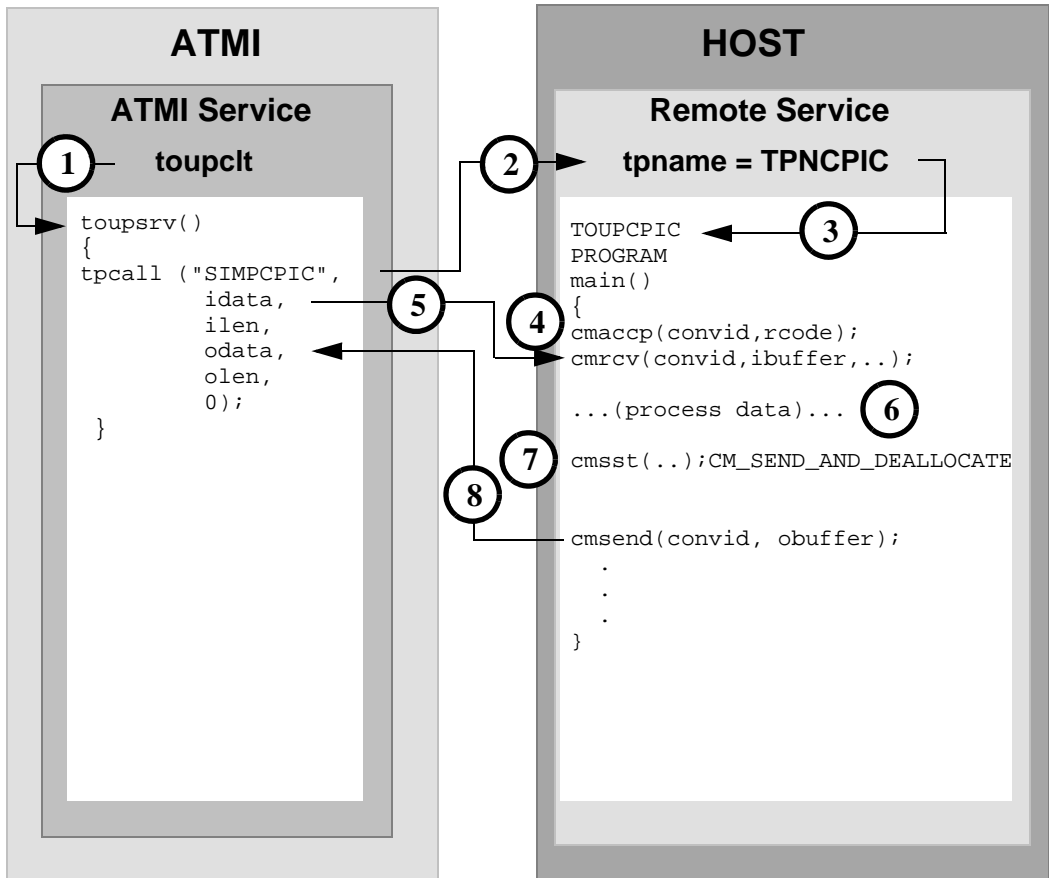 ATMI
ATMI Service
1
toupclt
toupsrv()
{
tpcall ("SIMPCPIC",
idata,
ilen,
odata,
olen,
0);
}
HOST
Remote Service
2
tpname = TPNCPIC
3
TOUPCPIC
PROGRAM
main()
{
4
cmaccp(convid,rcode);
5
cmrcv(convid,ibuffer,..);
...(process data)...
6
7
cmsst(..);CM_SEND_AND_DEALLOCATE
8
cmsend(convid, obuffer);
.
.
.
}